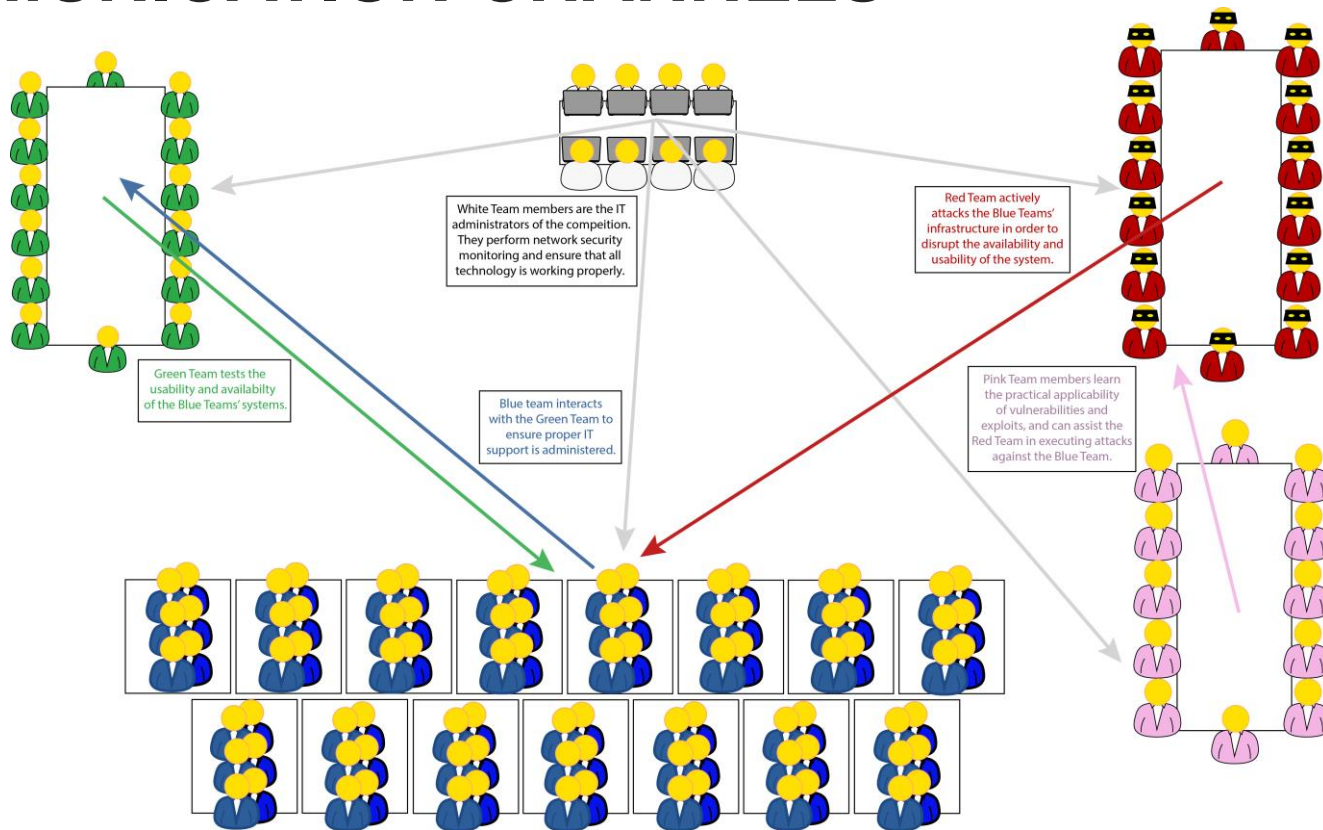 White Team members are the IT
administrators of the compeition.
They perform network security
monitoring and ensure that all
technology is working properly.
Red Team actively
attacks the Blue Teams'
infrastructure in order to
disrupt the availability and
usability of the system.
Green Team tests the
usability and availabilty
of the Blue Teams' systems.
Blue team interacts
with the Green Team to
ensure proper IT
support is administered.
Pink Team members learn
the practical applicability
of vulnerabilities and
exploits, and can assist the
Red Team in executing attacks
against the Blue Team.